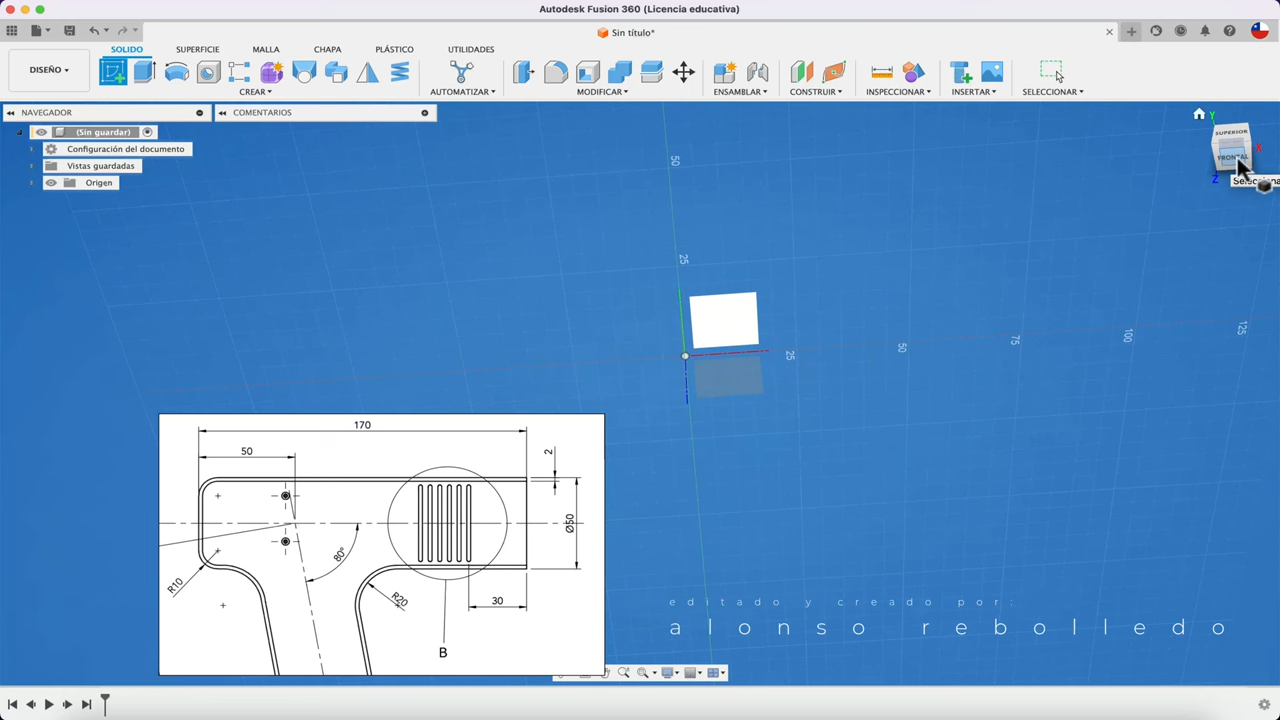 Autodesk Fusion 360 (Licencia educativa)
Sin título*
DISEÑO
SOLIDO SUPERFICIE MALLA CHAPA PLÁSTICO UTILIDADES
CREAR AUTOMATIZAR MODIFICAR ENSAMBLAR CONSTRUIR INSPECCIONAR INSERTAR SELECCIONAR
NAVEGADOR COMENTARIOS
(Sin guardar)
Configuración del documento
Vistas guardadas
Origen
Y
SUPERIOR
X
FRONTAL
Z
50
25
25 50 75 100 125
170
50
2
80°
Ø50
R10
R20
30
B
editado y creado por:
alonso rebolledo